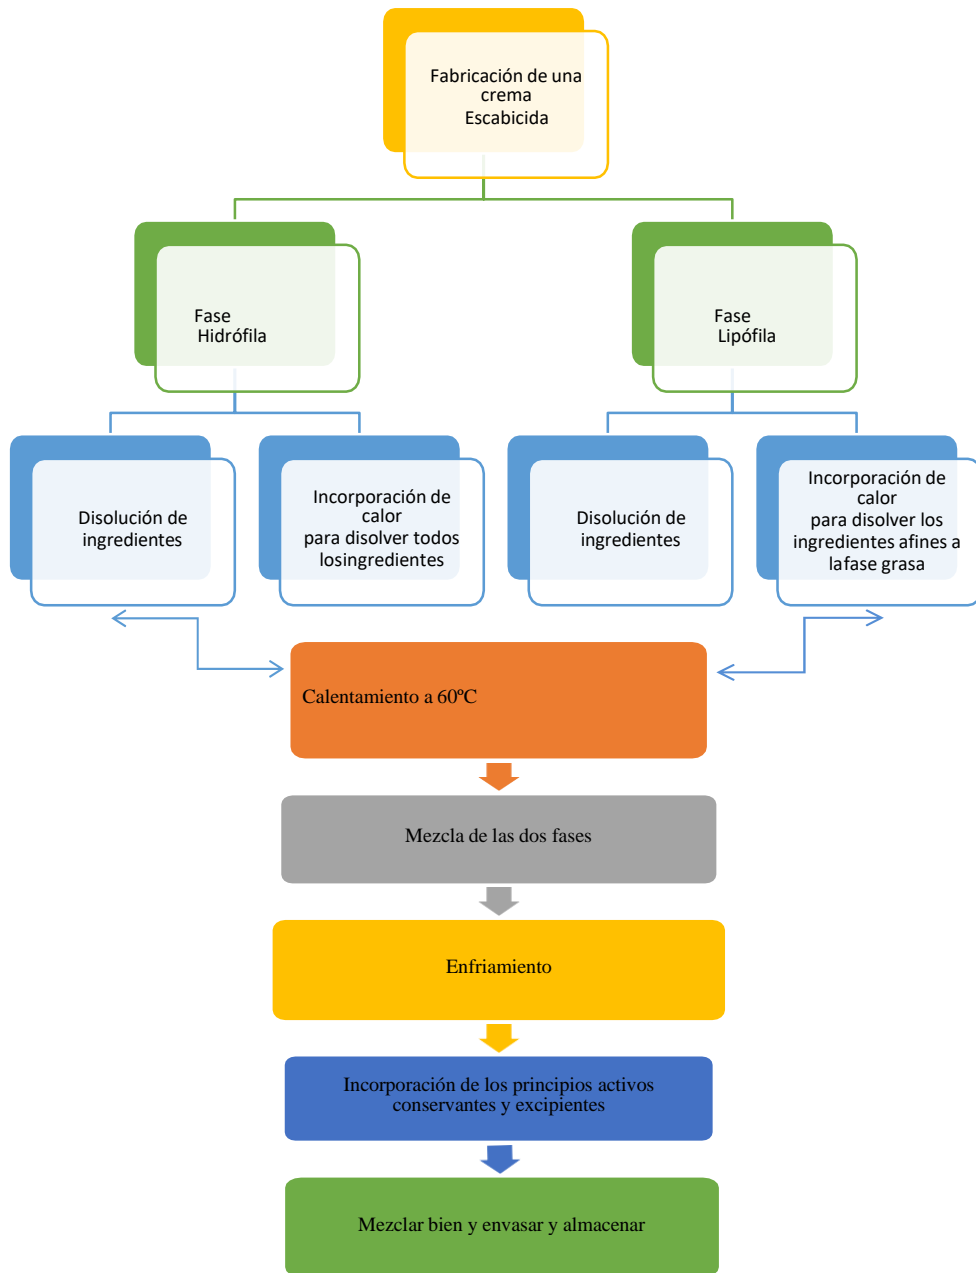 Fabricación de una
crema
Escabicida
Fase
Hidrófila
Fase
Lipófila
Disolución de
ingredientes
Incorporación de
calor
para disolver todos
losingredientes
Disolución de
ingredientes
Incorporación de
calor
para disolver los
ingredientes afines a
lafase grasa
Calentamiento a 60ºC
Mezcla de las dos fases
Enfriamiento
Incorporación de los principios activos
conservantes y excipientes
Mezclar bien y envasar y almacenar